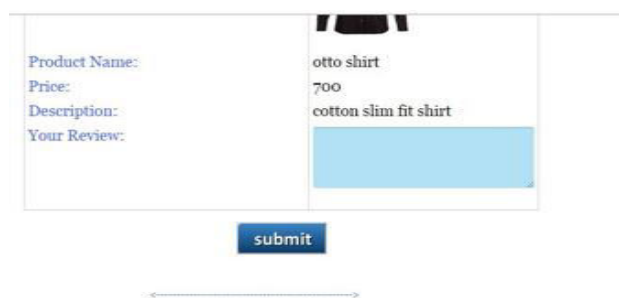 Product Name: otto shirt
Price: 700
Description: cotton slim fit shirt
Your Review:
submit